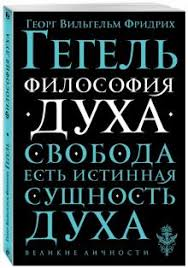 ГЕОРГ ВИЛЬГЕЛЬМ ФРИДРИХ
ГЕГЕЛЬ
ФИЛОСОФИЯ
·ДУХА·
СВОБОДА
ЕСТЬ ИСТИННАЯ
СУЩНОСТЬ
ДУХА
ВЕЛИКИЕ ЛИЧНОСТИ